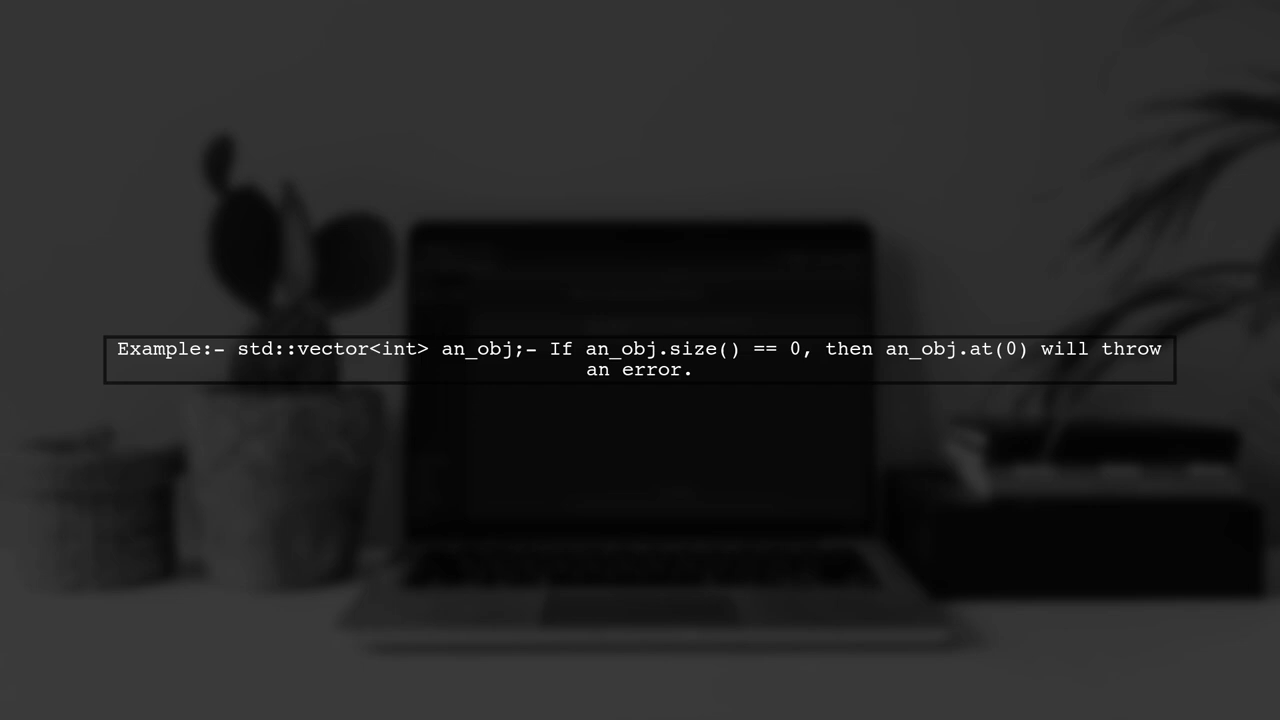 Example:– std::vector<int> an_obj;– If an_obj.size() == 0, then an_obj.at(0) will throw
an error.